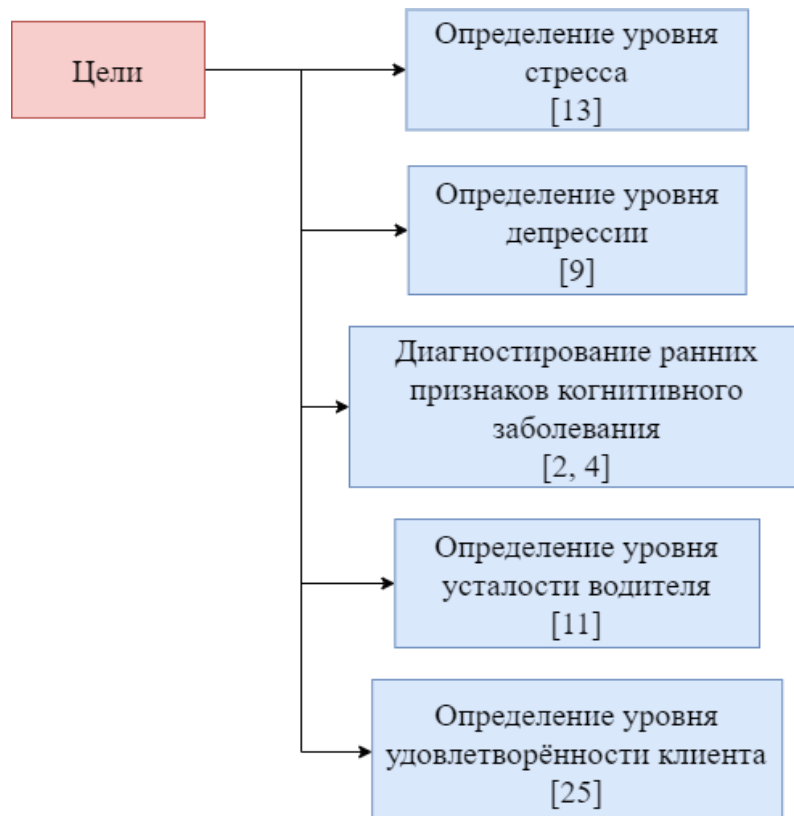 Цели
Определение уровня
стресса
[13]
Определение уровня
депрессии
[9]
Диагностирование ранних
признаков когнитивного
заболевания
[2, 4]
Определение уровня
усталости водителя
[11]
Определение уровня
удовлетворённости клиента
[25]